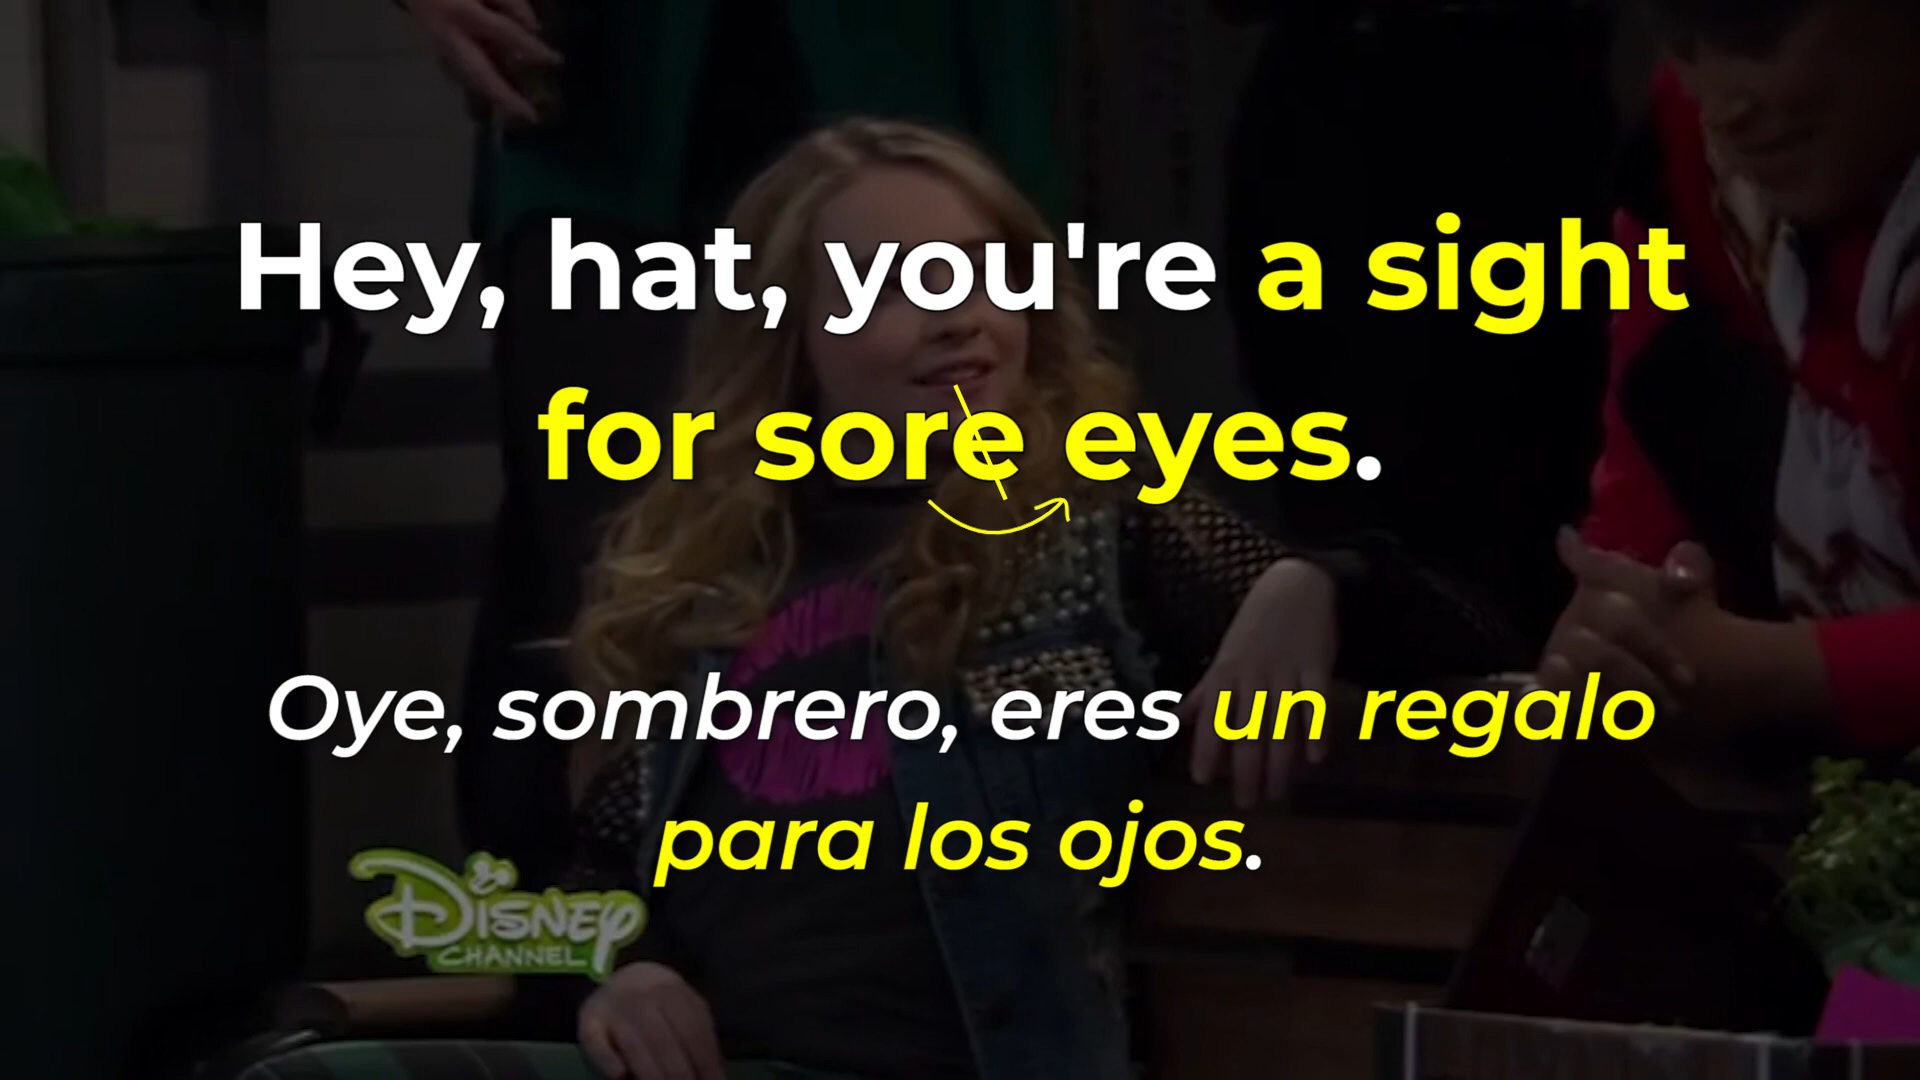 Hey, hat, you're a sight
for sore eyes.
Oye, sombrero, eres un regalo
para los ojos.
Disney
CHANNEL